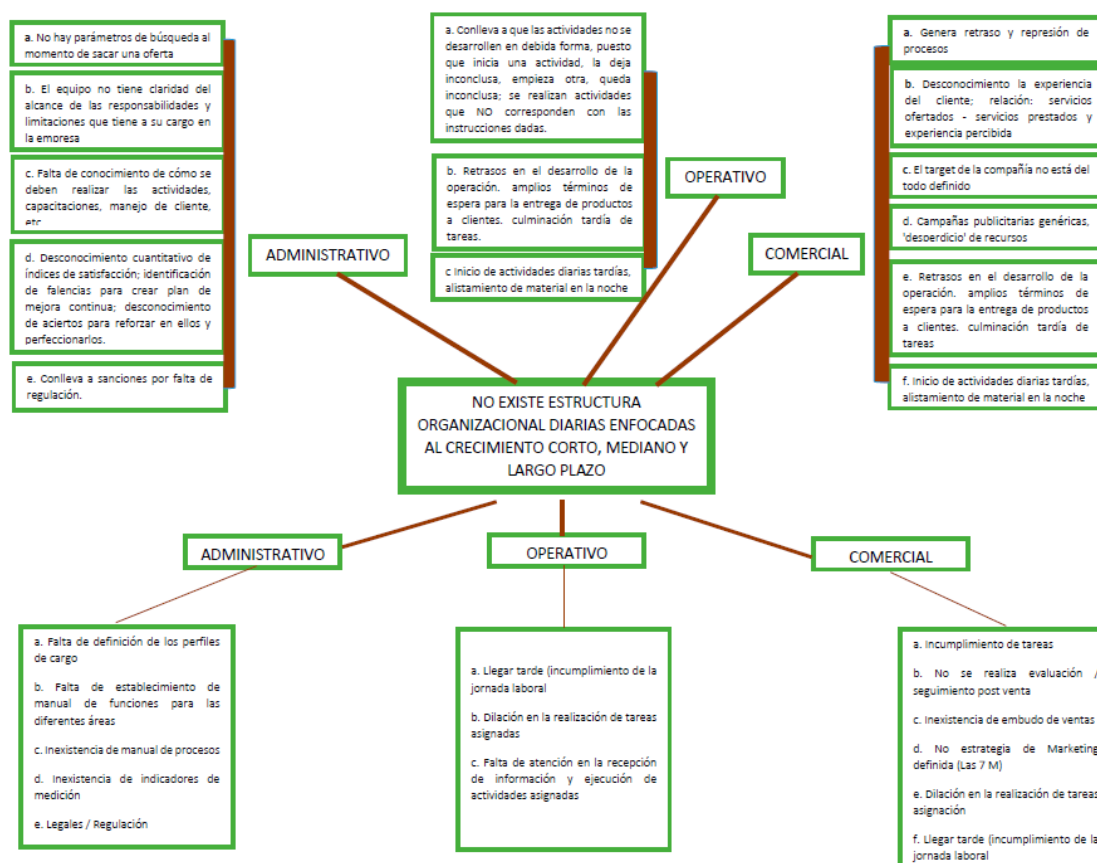 a. No hay parámetros de búsqueda al
momento de sacar una oferta
b. El equipo no tiene claridad del
alcance de las responsabilidades y
limitaciones que tiene a su cargo en
la emoresa
c. Falta de conocimiento de cómo se
deben realizar las actividades,
capacitaciones, manejo de cliente,
etc
d. Desconocimiento cuantitativo de
índices de satisfacción; identificación
de falencias para crear plan de
mejora continua; desconocimiento
de aciertos para reforzar en ellos y
perfeccionarlos.
e. Conlleva a sanciones por falta de
regulación.
ADMINISTRATIVO
a. Conlleva a que las actividades no se
desarrollen en debida forma, puesto
que inicia una actividad, la deja
inconclusa, empieza otra, queda
inconclusa; se realizan actividades
que NO corresponden con las
instrucciones dadas.
b. Retrasos en el desarrollo de la
operación. amplios términos de
espera para la entrega de productos
a clientes. culminación tardía de
tareas.
c Inicio de actividades diarias tardías,
alistamiento de material en la noche
OPERATIVO
a. Genera retraso y represión de
procesos
b. Desconocimiento la experiencia
del cliente; relación: servicios
ofertados - servicios prestados y
experiencia percibida
c. El target de la compañía no está del
todo definido
d. Campañas publicitarias genéricas,
'desperdicio' de recursos
e. Retrasos en el desarrollo de la
operación. amplios términos de
espera para la entrega de productos
a clientes. culminación tardía de
tareas
f. Inicio de actividades diarias tardías,
alistamiento de material en la noche
COMERCIAL
NO EXISTE ESTRUCTURA
ORGANIZACIONAL DIARIAS ENFOCADAS
AL CRECIMIENTO CORTO, MEDIANO Y
LARGO PLAZO
ADMINISTRATIVO
a. Falta de definición de los perfiles
de cargo
b. Falta de establecimiento de
manual de funciones para las
diferentes áreas
c. Inexistencia de manual de procesos
d. Inexistencia de indicadores de
medición
e. Legales / Regulación
OPERATIVO
a. Llegar tarde (incumplimiento de la
jornada laboral
b. Dilación en la realización de tareas
asignadas
c. Falta de atención en la recepción
de información y ejecución de
actividades asignadas
COMERCIAL
a. Incumplimiento de tareas
b. No se realiza evaluación /
seguimiento post venta
c. Inexistencia de embudo de ventas
d. No estrategia de Marketing
definida (Las 7 M)
e. Dilación en la realización de tareas
asignación
f. Llegar tarde (incumplimiento de la
jornada laboral